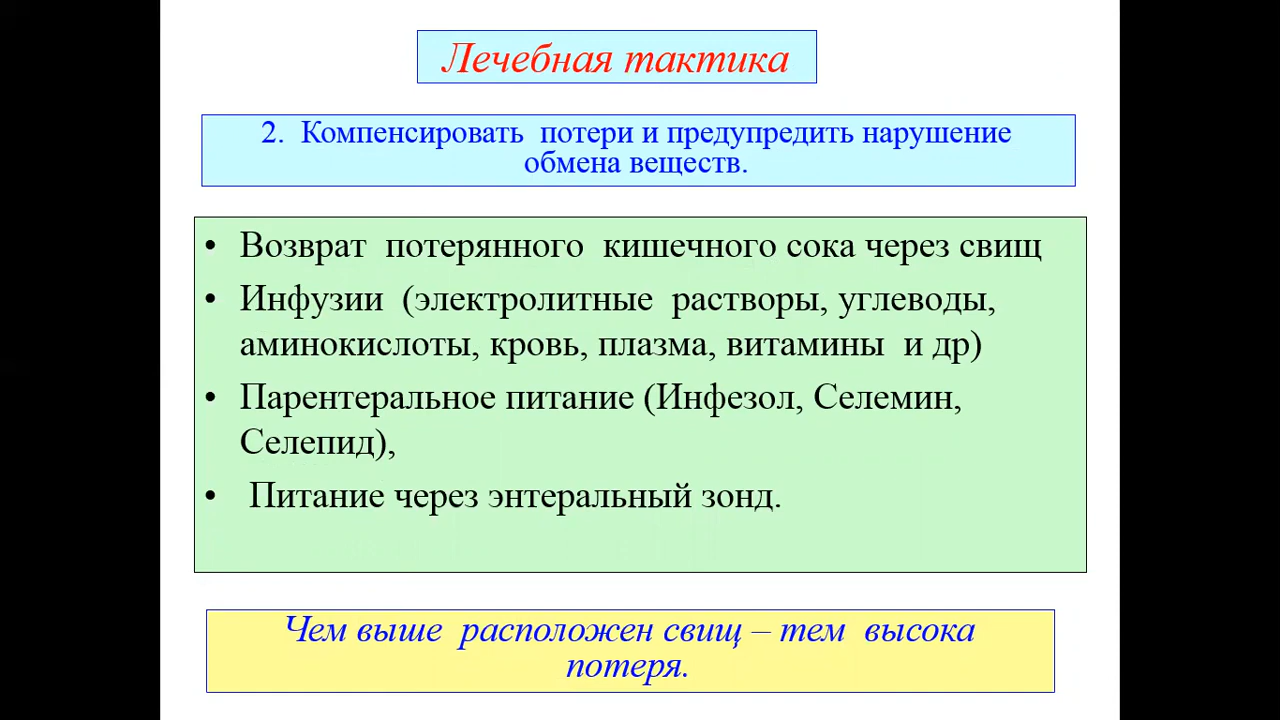 Лечебная тактика
2. Компенсировать потери и предупредить нарушение
обмена веществ.
• Возврат потерянного кишечного сока через свищ
• Инфузии (электролитные растворы, углеводы,
аминокислоты, кровь, плазма, витамины и др)
• Парентеральное питание (Инфезол, Селемин,
Селепид),
• Питание через энтеральный зонд.
Чем выше расположен свищ – тем высока
потеря.